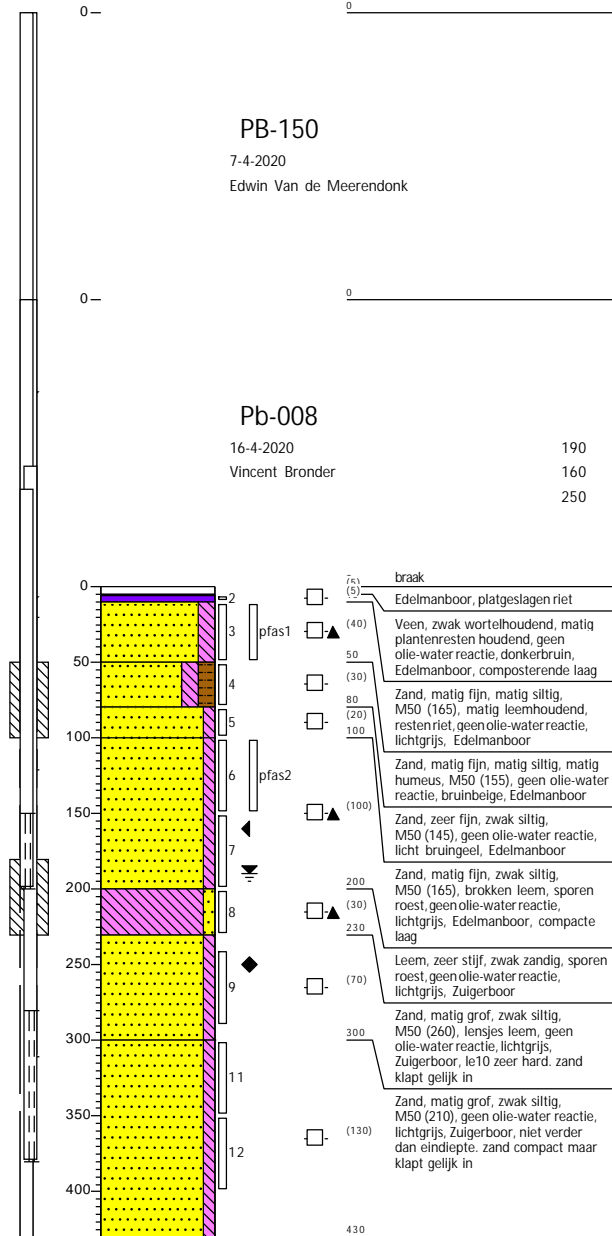 0
0
PB-150
7-4-2020
Edwin Van de Meerendonk
0
0
Pb-008
16-4-2020
190
Vincent Bronder
160
250
0
braak
(5)
(5)
Edelmanboor, platgeslagen riet
2
3
pfas1
(40)
Veen, zwak wortelhoudend, matig
plantenresten houdend, geen
olie-water reactie, donkerbruin,
Edelmanboor, composterende laag
50
50
4
(30)
Zand, matig fijn, matig siltig,
M50 (165), matig leemhoudend,
resten riet, geen olie-water reactie,
lichtgrijs, Edelmanboor
80
5
(20)
100
100
Zand, matig fijn, matig siltig, matig
humeus, M50 (155), geen olie-water
reactie, bruinbeige, Edelmanboor
6
pfas2
150
(100)
Zand, zeer fijn, zwak siltig,
M50 (145), geen olie-water reactie,
licht bruingeel, Edelmanboor
7
200
200
Zand, matig fijn, zwak siltig,
M50 (165), brokken leem, sporen
roest, geen olie-water reactie,
lichtgrijs, Edelmanboor, compacte
laag
8
(30)
230
250
9
(70)
Leem, zeer stijf, zwak zandig, sporen
roest, geen olie-water reactie,
lichtgrijs, Zuigerboor
300
300
Zand, matig grof, zwak siltig,
M50 (260), lensjes leem, geen
olie-water reactie, lichtgrijs,
Zuigerboor, le10 zeer hard. zand
klapt gelijk in
11
350
12
(130)
Zand, matig grof, zwak siltig,
M50 (210), geen olie-water reactie,
lichtgrijs, Zuigerboor, niet verder
dan eindiepte. zand compact maar
klapt gelijk in
400
430